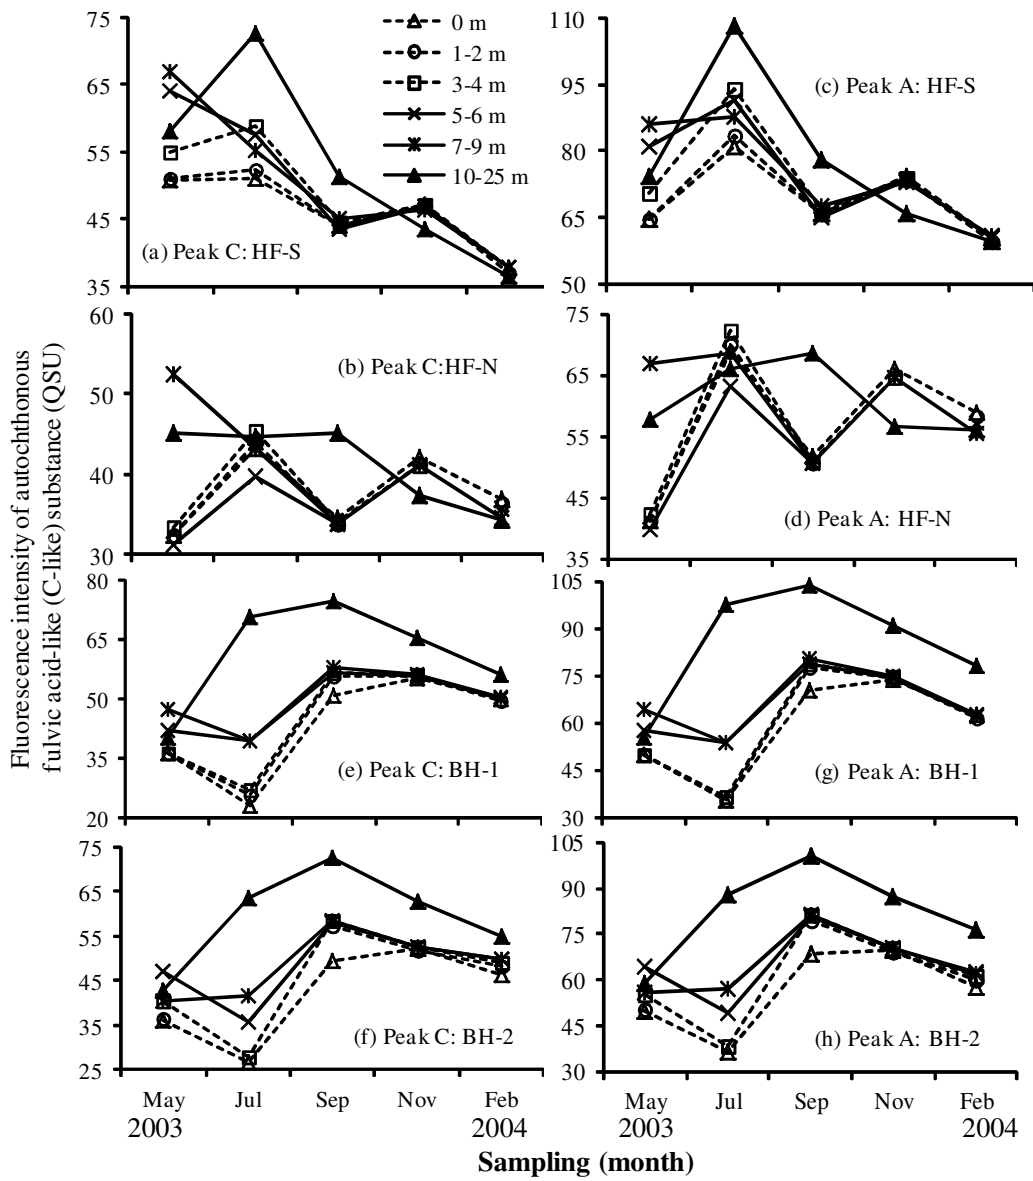 Fluorescence intensity of autochthonous
fulvic acid-like (C-like) substance (QSU)
75
65
55
45
35
0 m
1-2 m
3-4 m
5-6 m
7-9 m
10-25 m
(a) Peak C: HF-S
110
95
80
65
50
(c) Peak A: HF-S
60
50
40
30
(b) Peak C:HF-N
75
65
55
45
35
(d) Peak A: HF-N
80
65
50
35
20
(e) Peak C: BH-1
105
90
75
60
45
30
(g) Peak A: BH-1
75
65
55
45
35
25
(f) Peak C: BH-2
105
90
75
60
45
30
(h) Peak A: BH-2
May Jul Sep Nov Feb
2003 2004
May Jul Sep Nov Feb
2003 2004
Sampling (month)